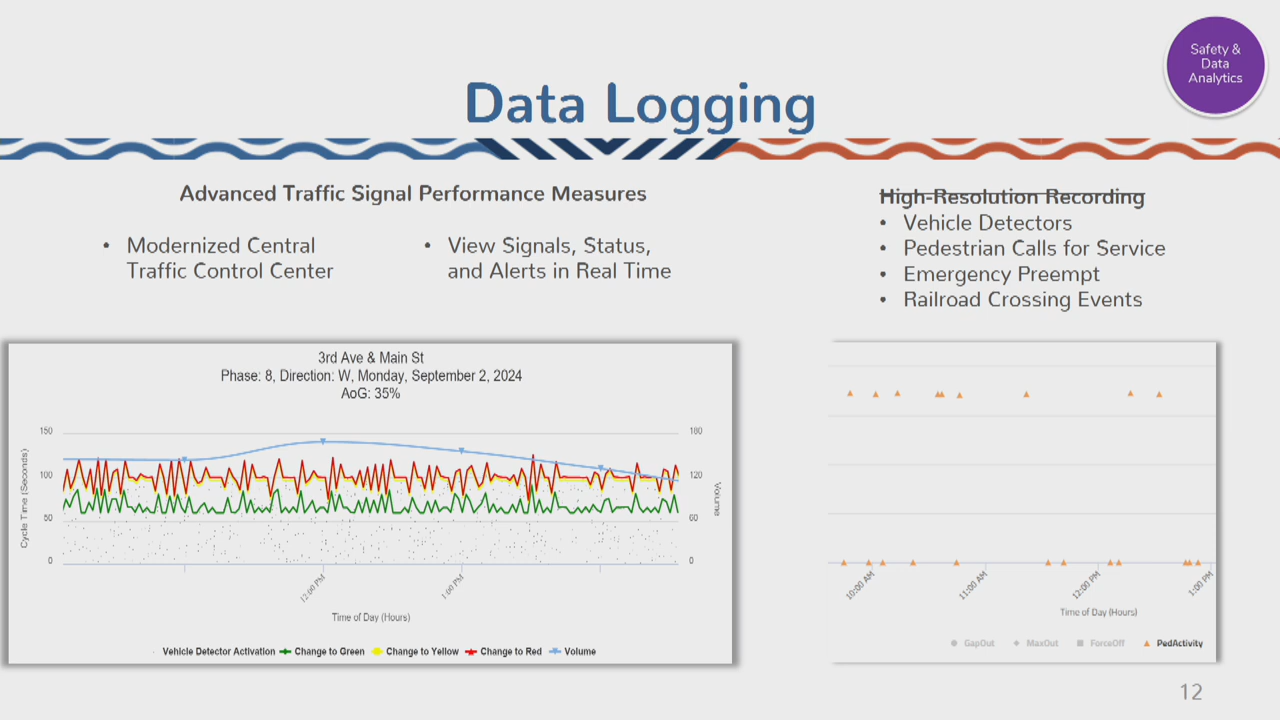 Safety &
Data
Analytics
Data Logging
Advanced Traffic Signal Performance Measures
• Modernized Central
Traffic Control Center
• View Signals, Status,
and Alerts in Real Time
High-Resolution Recording
• Vehicle Detectors
• Pedestrian Calls for Service
• Emergency Preempt
• Railroad Crossing Events
3rd Ave & Main St
Phase: 8, Direction: W, Monday, September 2, 2024
AoG: 35%
150
100
50
0
Cycle Time (Seconds)
180
120
60
0
Volume
12:00 PM
1:00 PM
Time of Day (Hours)
Vehicle Detector Activation Change to Green Change to Yellow Change to Red Volume
10:00 AM
11:00 AM
12:00 PM
1:00 PM
Time of Day (Hours)
GapOut MaxOut ForceOff PedActivity
12